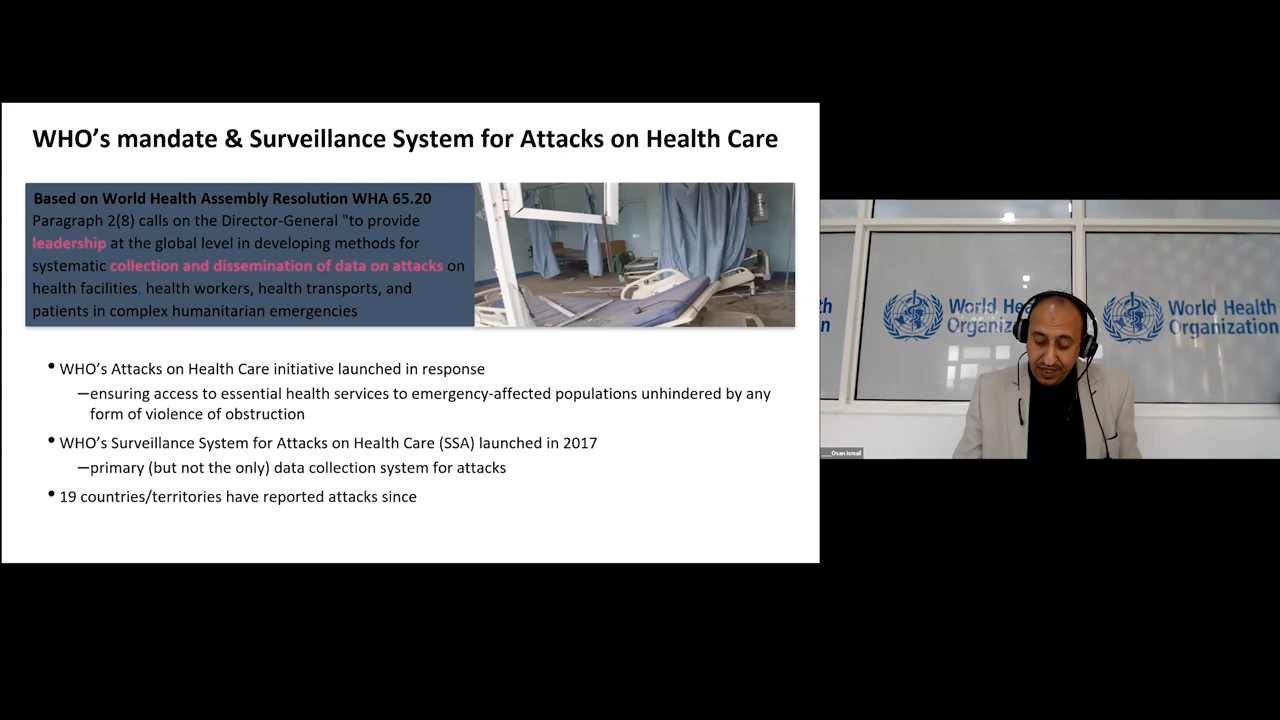 WHO's mandate & Surveillance System for Attacks on Health Care
Based on World Health Assembly Resolution WHA 65.20
Paragraph 2(8) calls on the Director-General "to provide
leadership at the global level in developing methods for
systematic collection and dissemination of data on attacks on
health facilities, health workers, health transports, and
patients in complex humanitarian emergencies
• WHO's Attacks on Health Care initiative launched in response
–ensuring access to essential health services to emergency-affected populations unhindered by any
form of violence of obstruction
• WHO's Surveillance System for Attacks on Health Care (SSA) launched in 2017
–primary (but not the only) data collection system for attacks
• 19 countries/territories have reported attacks since
World Hea
Organiz
World Health
Organization
___Osan Ismail